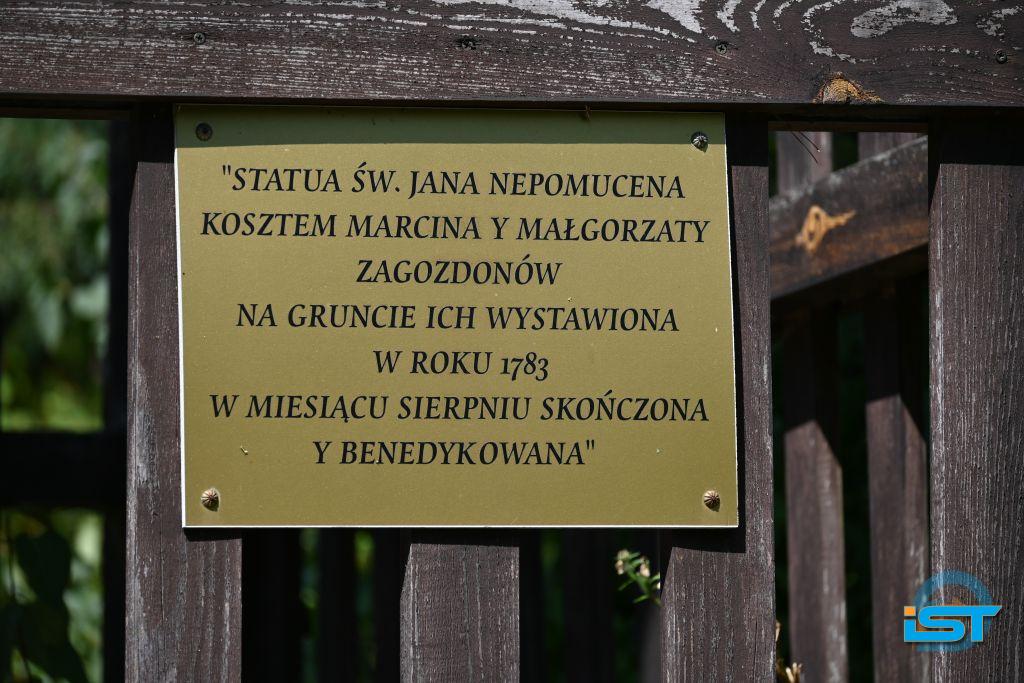 "STATUA ŚW. JANA NEPOMUCENA
KOSZTEM MARCINA Y MAŁGORZATY
ZAGOZDONÓW
NA GRUNCIE ICH WYSTAWIONA
W ROKU 1783
W MIESIĄCU SIERPNIU SKOŃCZONA
Y BENEDYKOWANA"
iST